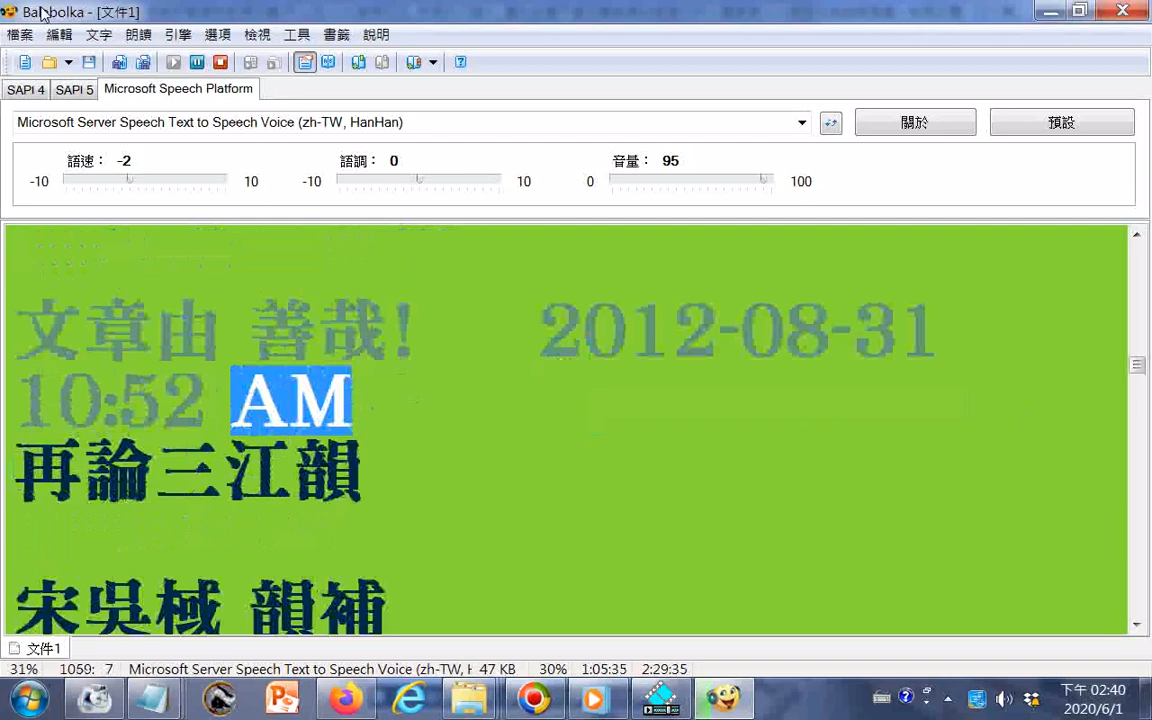 Balabolka - [文件1]
檔案 編輯 文字 朗讀 引擎 選項 檢視 工具 書籤 說明
SAPI 4 SAPI 5 Microsoft Speech Platform
Microsoft Server Speech Text to Speech Voice (zh-TW, HanHan) 關於 預設
語速： -2 語調： 0 音量： 95
-10 10 -10 10 0 100
文章由 善哉! 2012-08-31
10:52 AM
再論三江韻
宋吳棫 韻補
文件1
31% 1059: 7 Microsoft Server Speech Text to Speech Voice (zh-TW, H 47 KB 30% 1:05:35 2:29:35
下午 02:40
2020/6/1